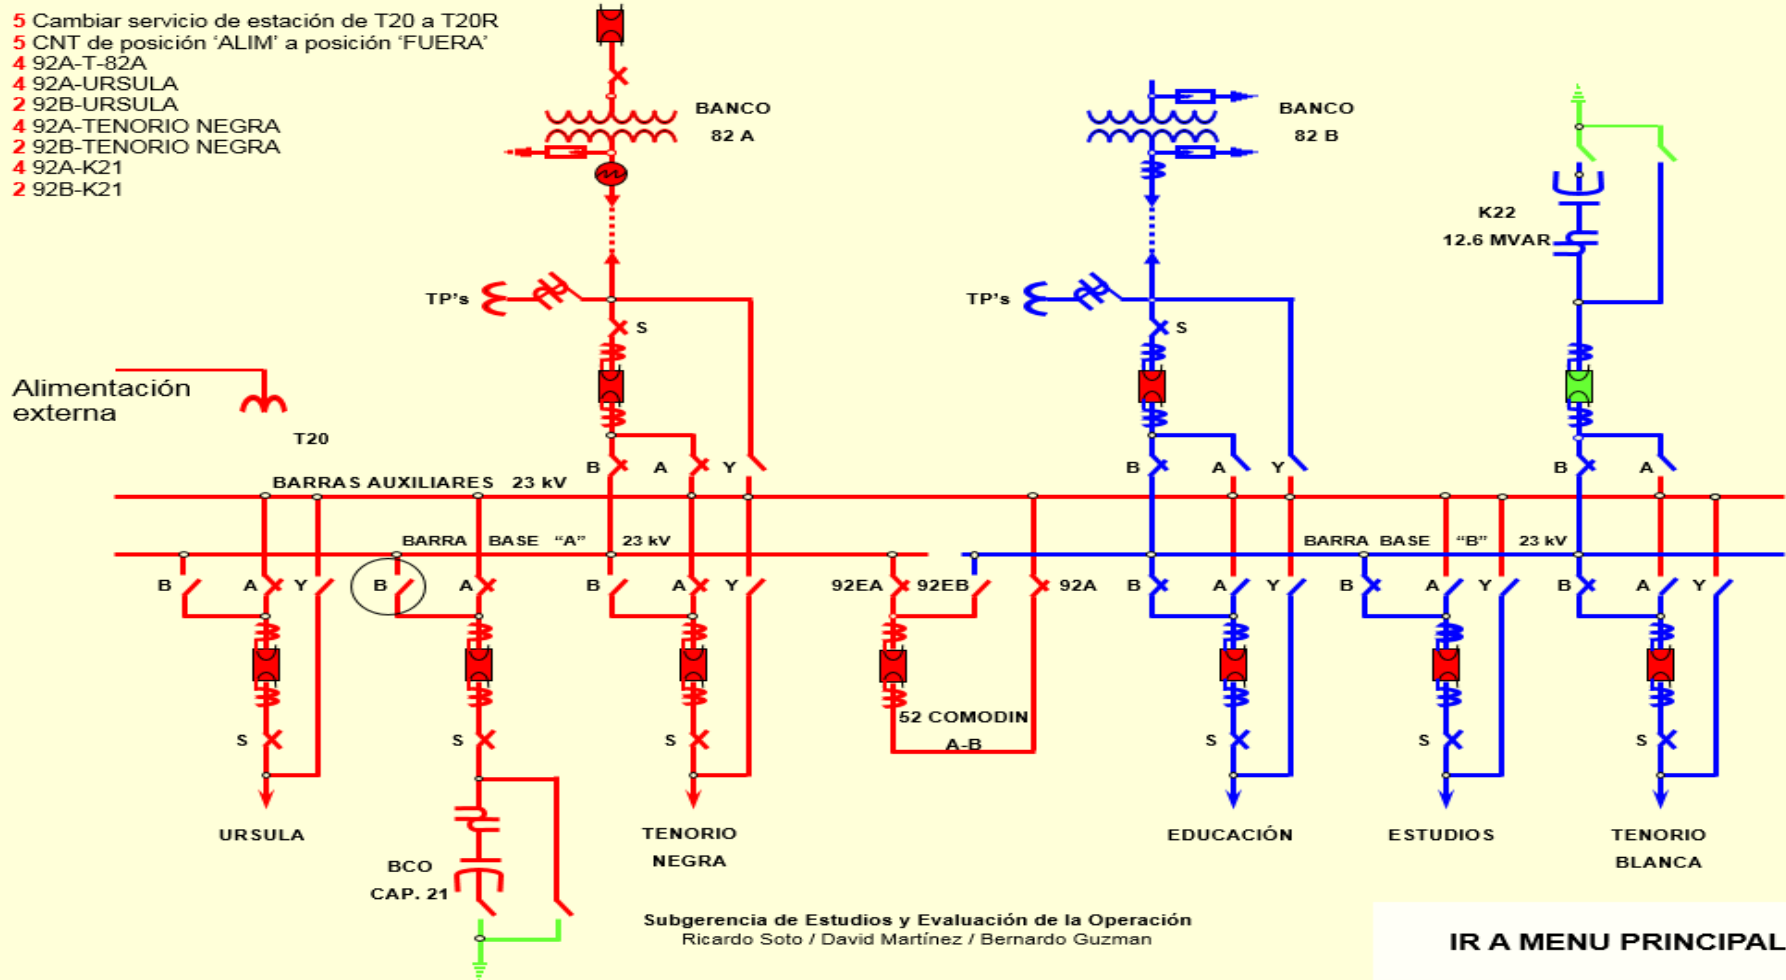 5 Cambiar servicio de estación de T20 a T20R
5 CNT de posición ‘ALIM’ a posición ‘FUERA’
4 92A-T-82A
4 92A-URSULA
2 92B-URSULA
4 92A-TENORIO NEGRA
2 92B-TENORIO NEGRA
4 92A-K21
2 92B-K21
BANCO
82 A
BANCO
82 B
K22
12.6 MVAR
TP's
S
TP's
S
Alimentación
externa
T20
B A Y
B A Y
B A
BARRAS AUXILIARES 23 kV
BARRA BASE “A” 23 kV
BARRA BASE “B” 23 kV
B A Y B A B A Y 92EA 92EB 92A B A Y B A Y B A Y
S S S S S S
52 COMODIN
A-B
URSULA
BCO
CAP. 21
TENORIO
NEGRA
EDUCACIÓN
ESTUDIOS
TENORIO
BLANCA
Subgerencia de Estudios y Evaluación de la Operación
Ricardo Soto / David Martínez / Bernardo Guzman
IR A MENU PRINCIPAL